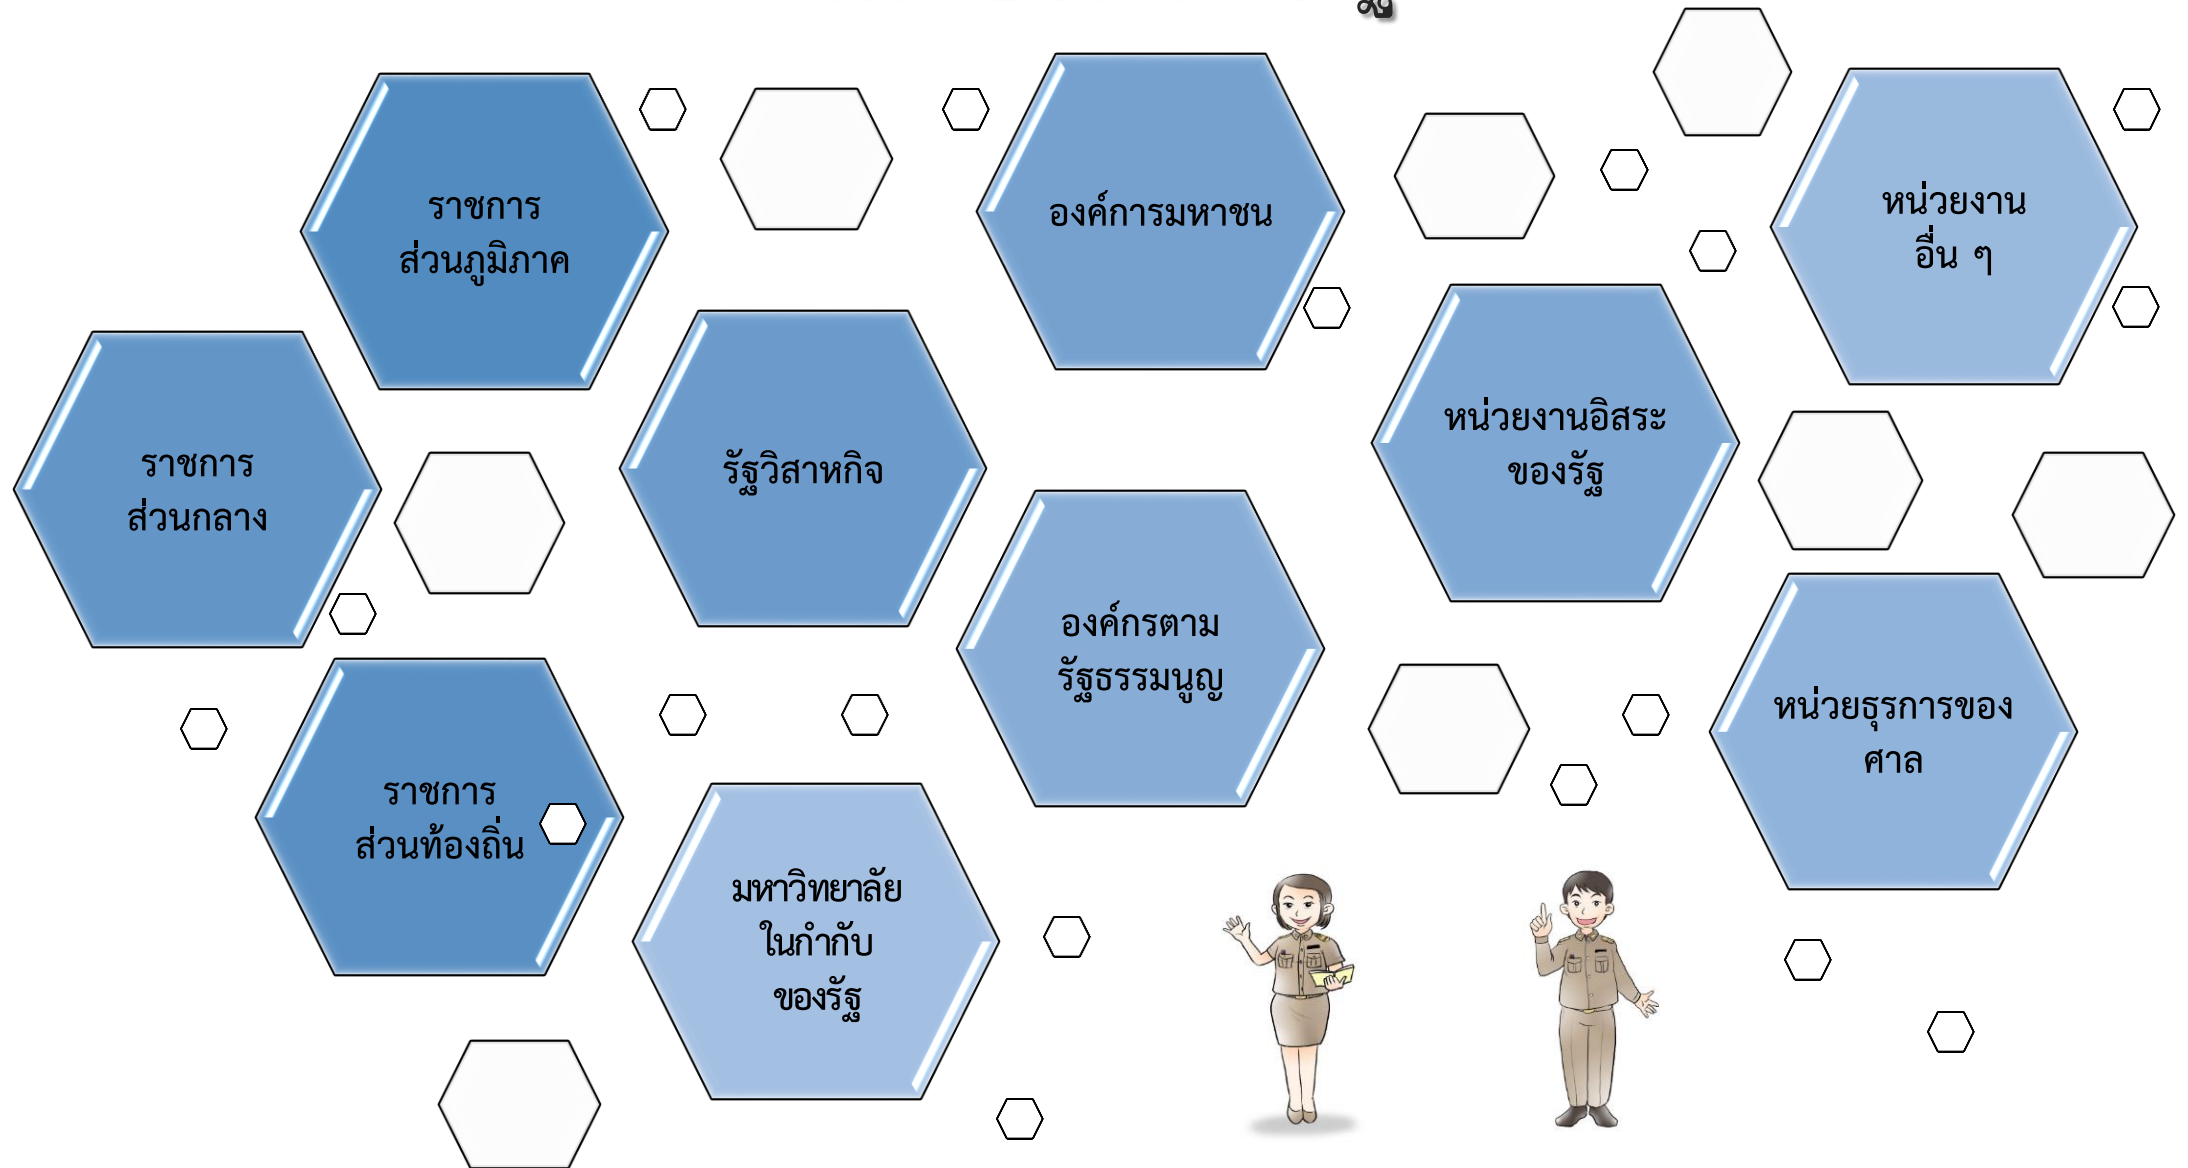 ราชการ
ส่วนภูมิภาค
องค์การมหาชน
หน่วยงาน
อื่น ๆ
ราชการ
ส่วนกลาง
รัฐวิสาหกิจ
หน่วยงานอิสระ
ของรัฐ
องค์กรตาม
รัฐธรรมนูญ
หน่วยธุรการของ
ศาล
ราชการ
ส่วนท้องถิ่น
มหาวิทยาลัย
ในกำกับ
ของรัฐ